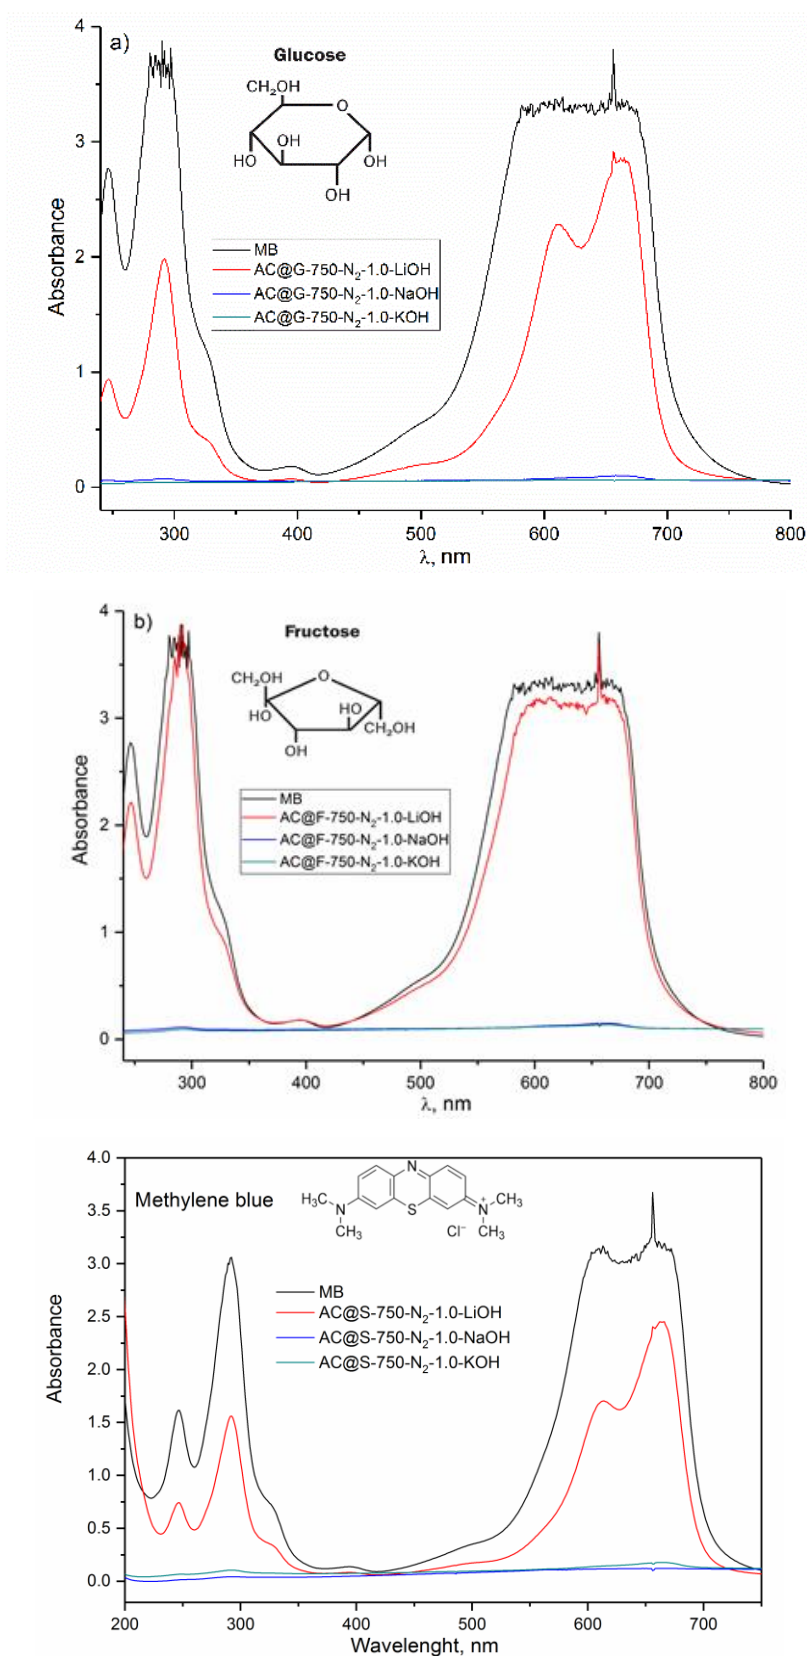 a)
Glucose
CH2OH
O
OH
HO
OH
OH
OH
MB
AC@G-750-N2-1.0-LiOH
AC@G-750-N2-1.0-NaOH
AC@G-750-N2-1.0-KOH
Absorbance
4
3
2
1
0
300 400 500 600 700 800
λ, nm
b)
Fructose
CH2OH
O
HO
HO
CH2OH
OH
MB
AC@F-750-N2-1.0-LiOH
AC@F-750-N2-1.0-NaOH
AC@F-750-N2-1.0-KOH
Absorbance
4
3
2
1
0
300 400 500 600 700 800
λ, nm
Methylene blue
N
H3C
N
CH3
S
N+
CH3
CH3
Cl−
MB
AC@S-750-N2-1.0-LiOH
AC@S-750-N2-1.0-NaOH
AC@S-750-N2-1.0-KOH
Absorbance
4.0
3.5
3.0
2.5
2.0
1.5
1.0
0.5
0.0
200 300 400 500 600 700
Wavelenght, nm